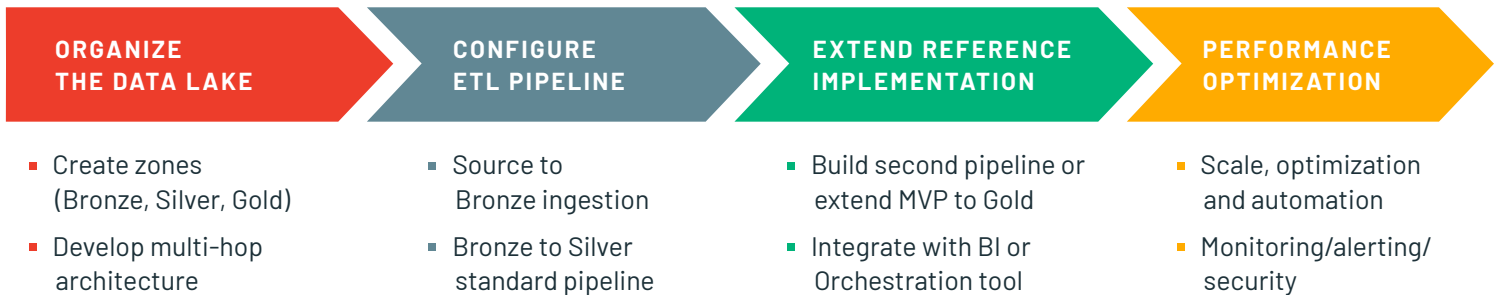 ORGANIZE
THE DATA LAKE
CONFIGURE
ETL PIPELINE
EXTEND REFERENCE
IMPLEMENTATION
PERFORMANCE
OPTIMIZATION
Create zones
(Bronze, Silver, Gold)
Develop multi-hop
architecture
Source to
Bronze ingestion
Bronze to Silver
standard pipeline
Build second pipeline or
extend MVP to Gold
Integrate with BI or
Orchestration tool
Scale, optimization
and automation
Monitoring/alerting/
security